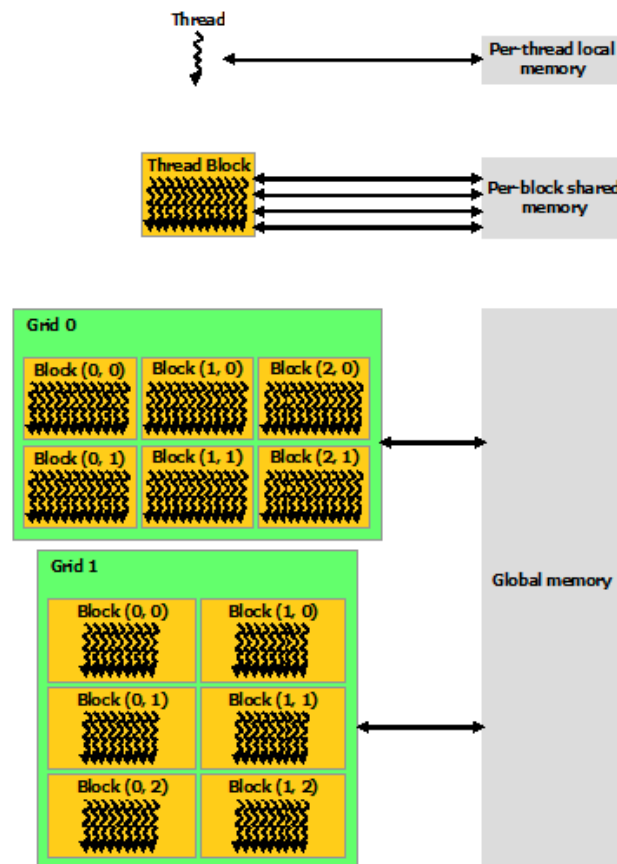 Thread
Per-thread local
memory
Thread Block
Per-block shared
memory
Grid 0
Block (0, 0)
Block (1, 0)
Block (2, 0)
Block (0, 1)
Block (1, 1)
Block (2, 1)
Grid 1
Global memory
Block (0, 0)
Block (1, 0)
Block (0, 1)
Block (1, 1)
Block (0, 2)
Block (1, 2)